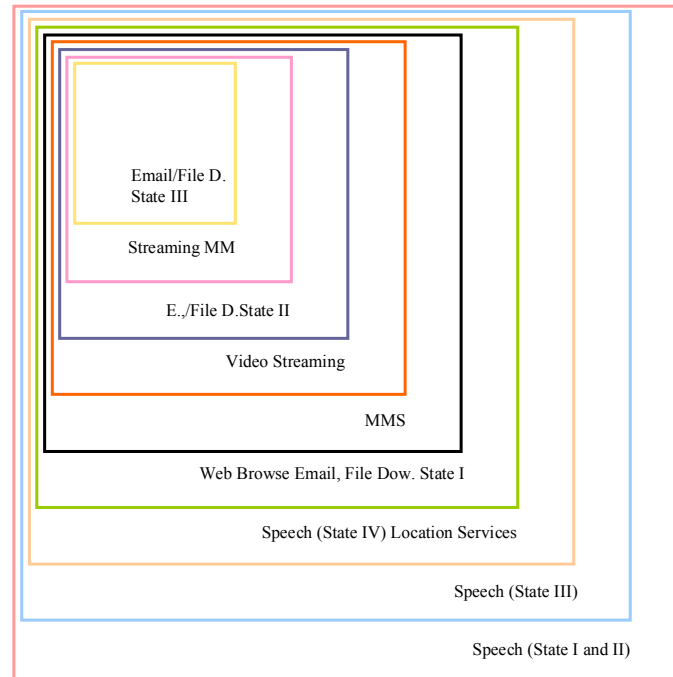 Email/File D.
State III
Streaming MM
E.,/File D.State II
Video Streaming
MMS
Web Browse Email, File Dow. State I
Speech (State IV) Location Services
Speech (State III)
Speech (State I and II)